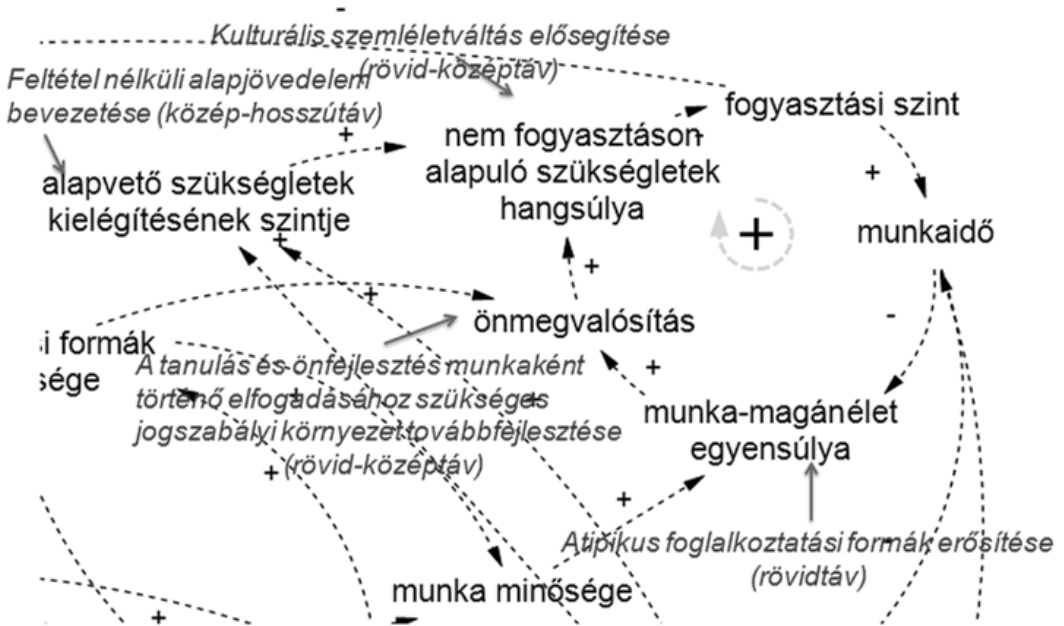 Kulturális szemléletváltás elősegítése
(rövid-középtáv)
Feltétel nélküli alapjövedelem
bevezetése (közép-hosszútáv)
fogyasztási szint
nem fogyasztáson
alapuló szükségletek
hangsúlya
alapvető szükségletek
kielégítésének szintje
munkaidő
önmegvalósítás
si formák
sége
A tanulás és önfejlesztés munkaként
történő elfogadásához szükséges
jogszabályi környezet továbbfejlesztése
(rövid-középtáv)
munka-magánélet
egyensúlya
Atipikus foglalkoztatási formák erősítése
(rövidtáv)
munka minősége